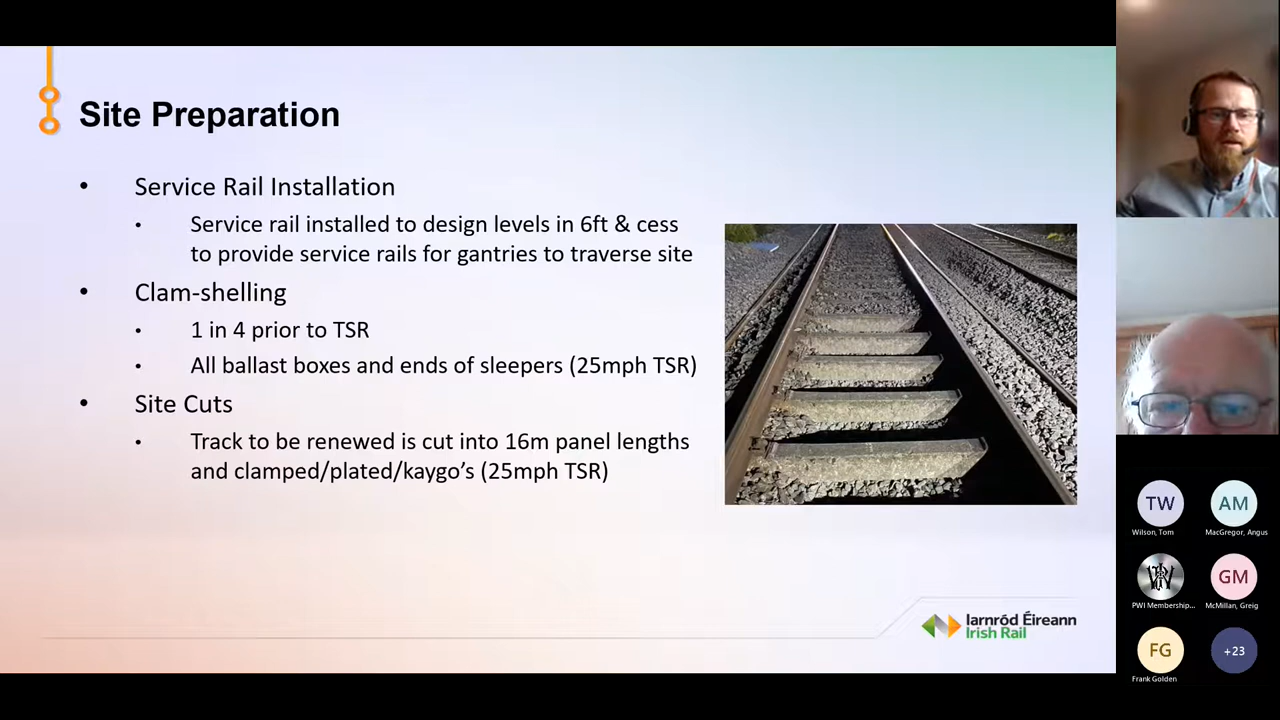 Site Preparation
• Service Rail Installation
• Service rail installed to design levels in 6ft & cess
to provide service rails for gantries to traverse site
• Clam-shelling
• 1 in 4 prior to TSR
• All ballast boxes and ends of sleepers (25mph TSR)
• Site Cuts
• Track to be renewed is cut into 16m panel lengths
and clamped/plated/kaygo's (25mph TSR)
Iarnród Éireann
Irish Rail
TW
AM
Wilson, Tom
MacGregor, Angus
GM
PWI Membership...
McMillan, Greig
FG
+23
Frank Golden